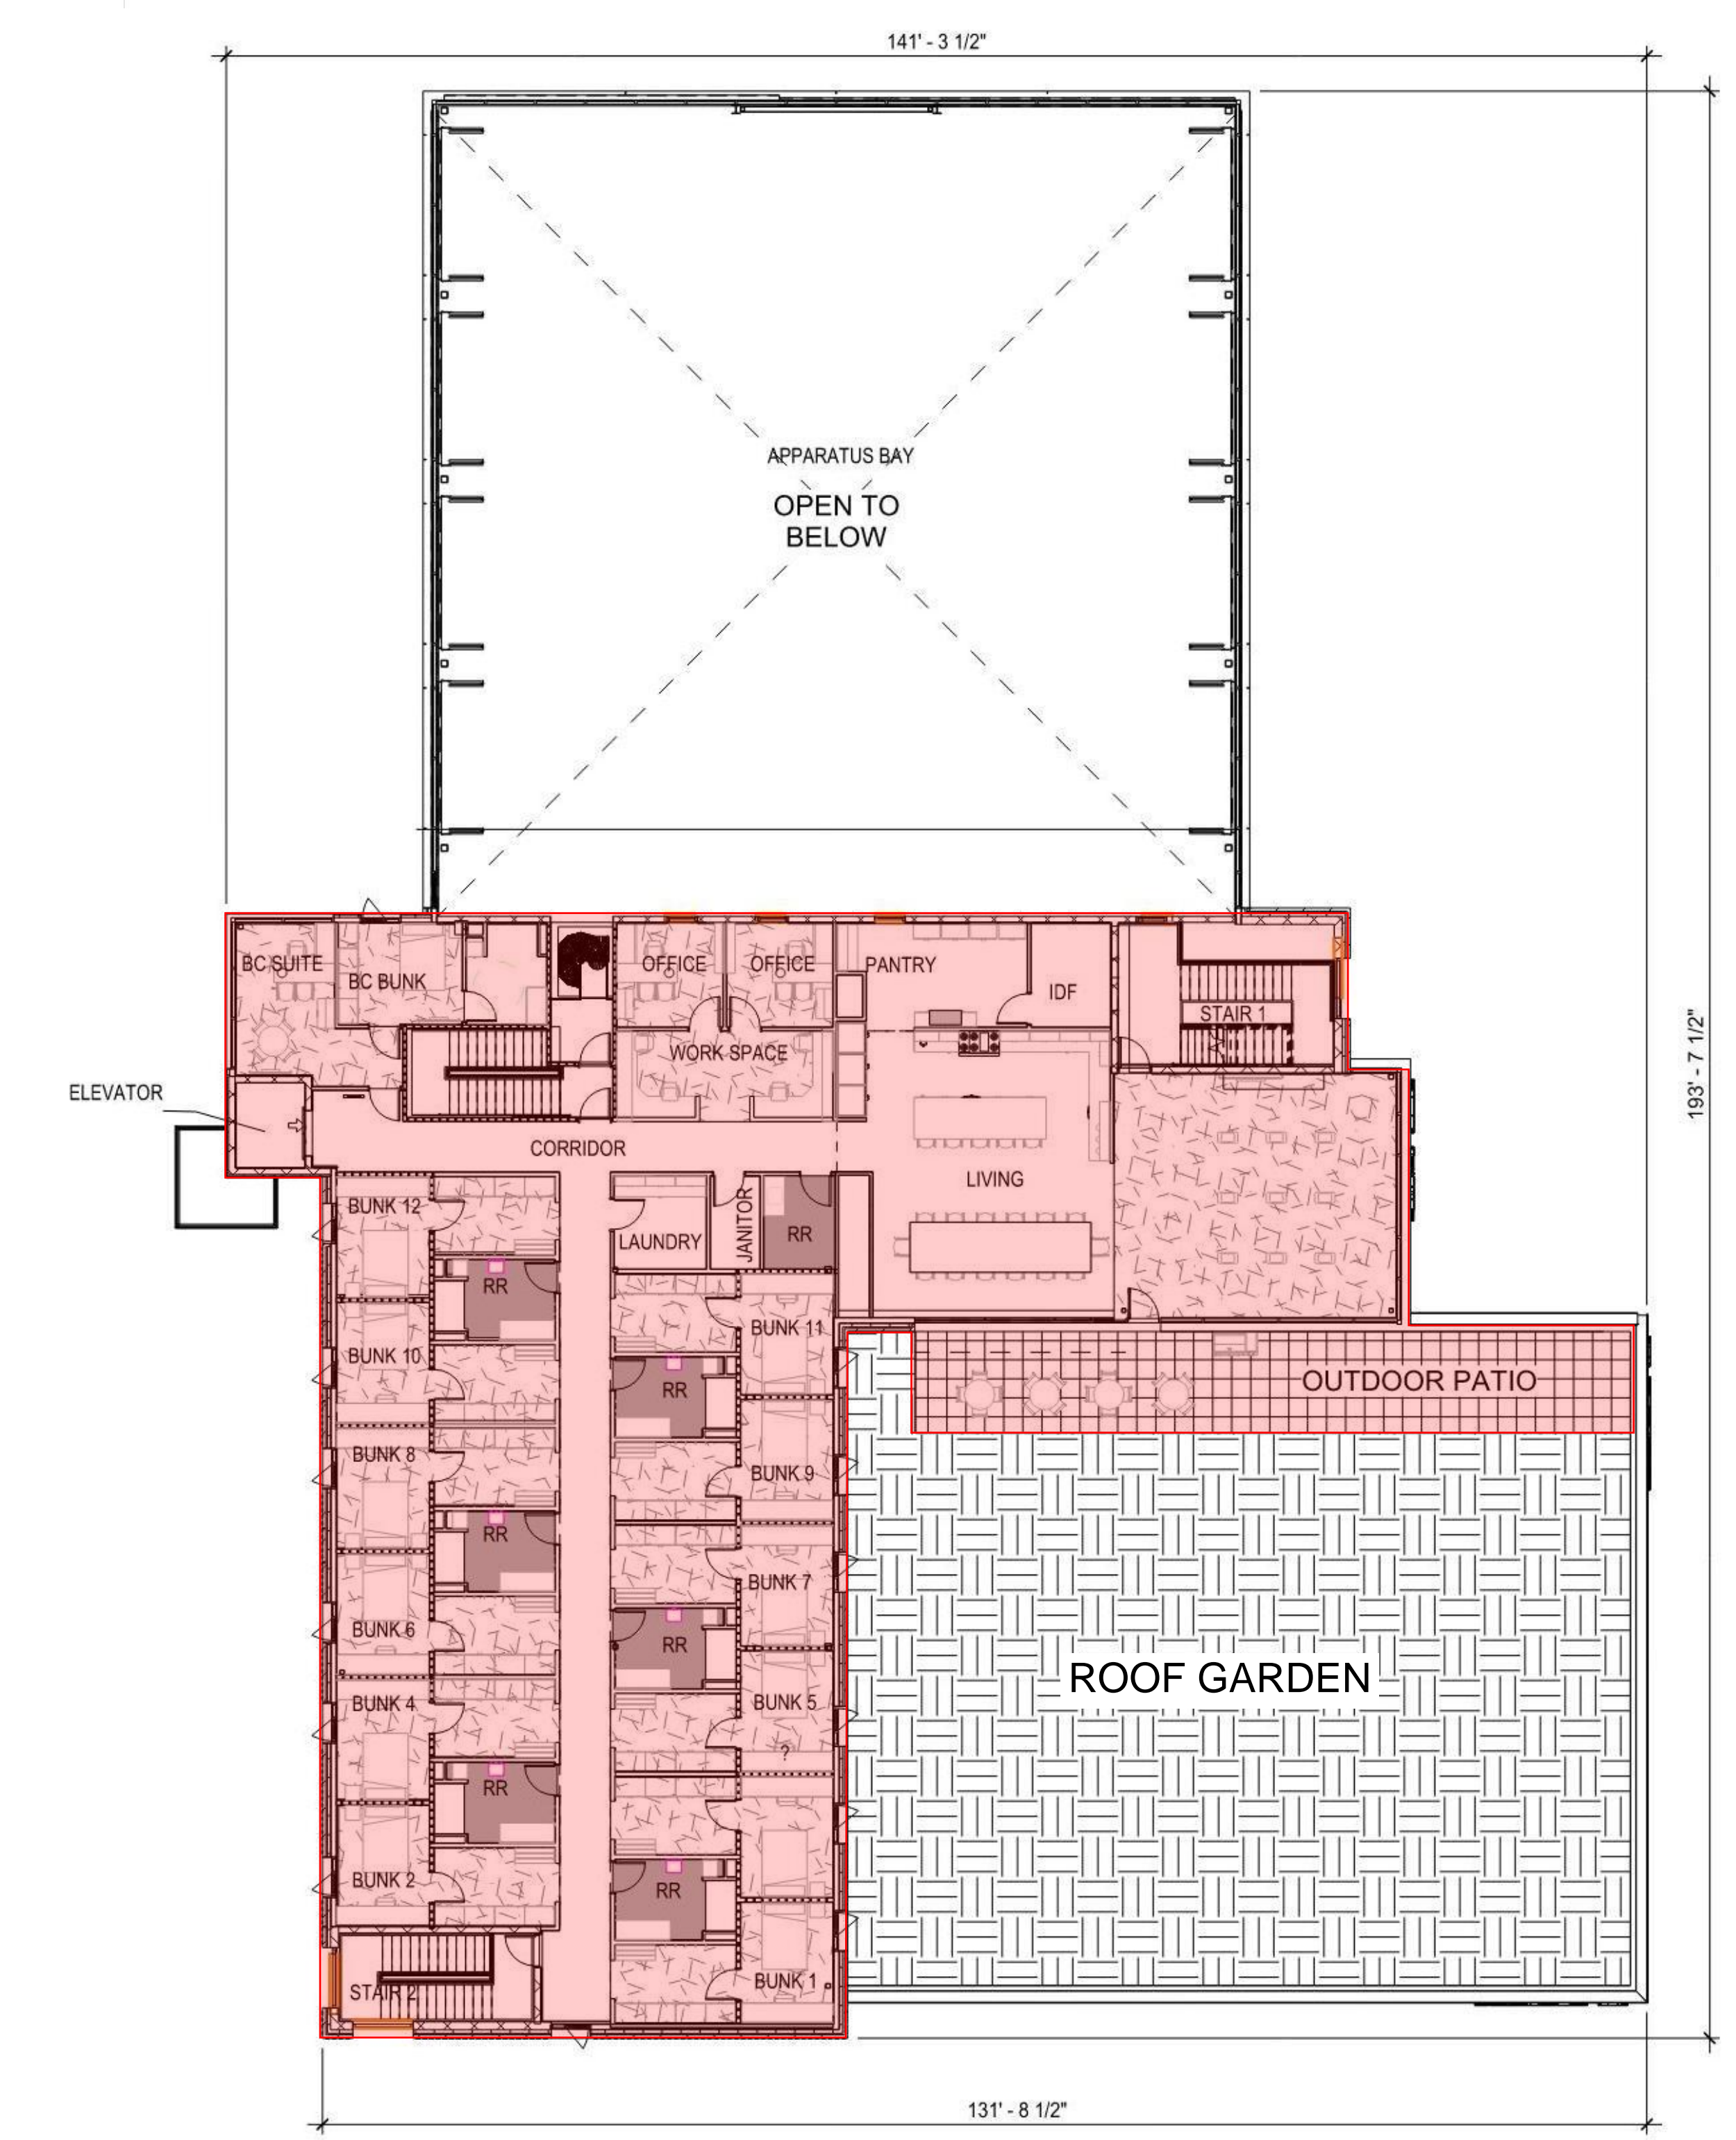 141' - 3 1/2"
APPARATUS BAY
OPEN TO
BELOW
BC SUITE
BC BUNK
OFFICE
OFFICE
PANTRY
IDF
STAIR 1
WORK SPACE
ELEVATOR
193' - 7 1/2"
CORRIDOR
LIVING
BUNK 12
LAUNDRY
JANITOR
RR
RR
BUNK 11
BUNK 10
RR
OUTDOOR PATIO
BUNK 8
BUNK 9
RR
BUNK 7
BUNK 6
RR
ROOF GARDEN
BUNK 4
BUNK 5
?
RR
BUNK 2
RR
BUNK 1
STAIR 2
131' - 8 1/2"